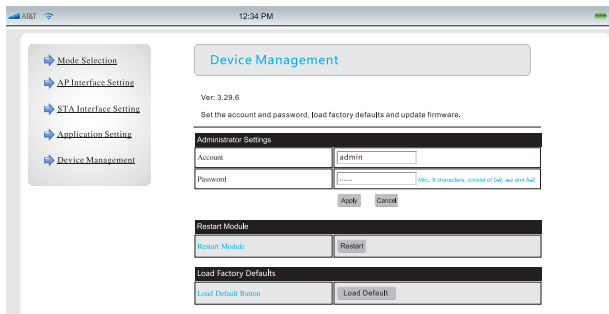 AT&T 12:34 PM
Mode Selection
AP Interface Setting
STA Interface Setting
Application Setting
Device Management
Device Management
Ver: 3.29.6
Set the account and password, load factory defaults and update firmware.
Administrator Settings
Account admin
Password ...... Min.: 8 characters, consist of 0-9, a-z and A-Z
Apply Cancel
Restart Module
Restart Module Restart
Load Factory Defaults
Load Default Button Load Default